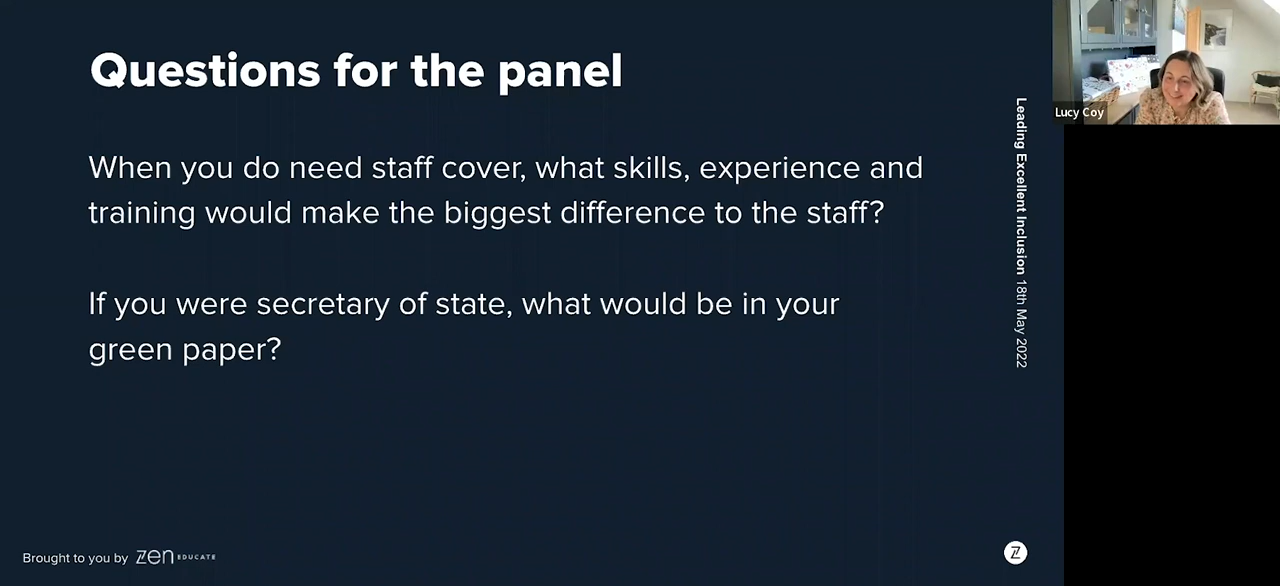 Questions for the panel
When you do need staff cover, what skills, experience and
training would make the biggest difference to the staff?
If you were secretary of state, what would be in your
green paper?
Leading Excellent Inclusion 18th May 2022
Lucy Coy
Brought to you by zen EDUCATE
Z